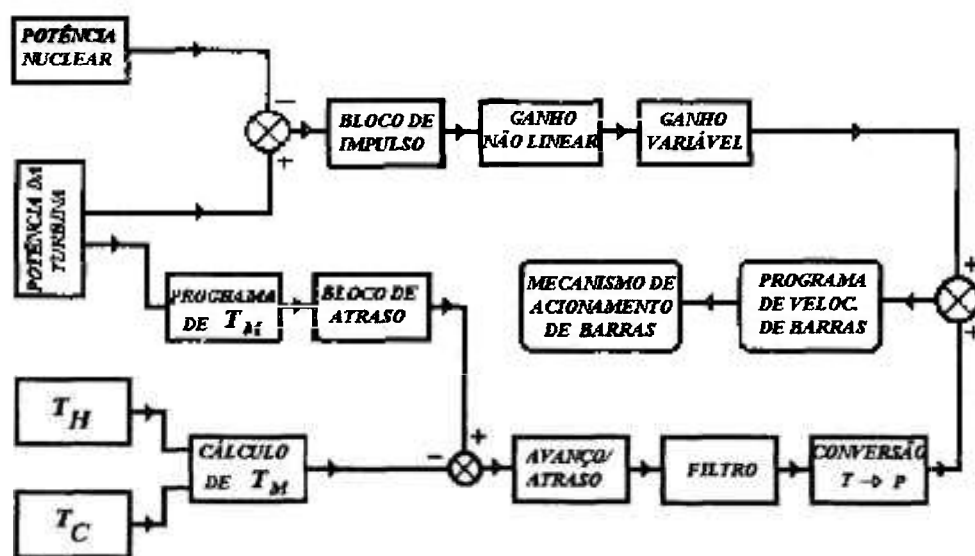 POTÊNCIA
NUCLEAR
−
+
BLOCO DE
IMPULSO
GANHO
NÃO LINEAR
GANHO
VARIÁVEL
POTÊNCIA DA
TURBINA
PROGRAMA
DE T_M
BLOCO DE
ATRASO
MECANISMO DE
ACIONAMENTO
DE BARRAS
PROGRAMA
DE VELOC.
DE BARRAS
+
+
T_H
T_C
CÁLCULO
DE T_M
−
+
AVANÇO/
ATRASO
FILTRO
CONVERSÃO
T → P